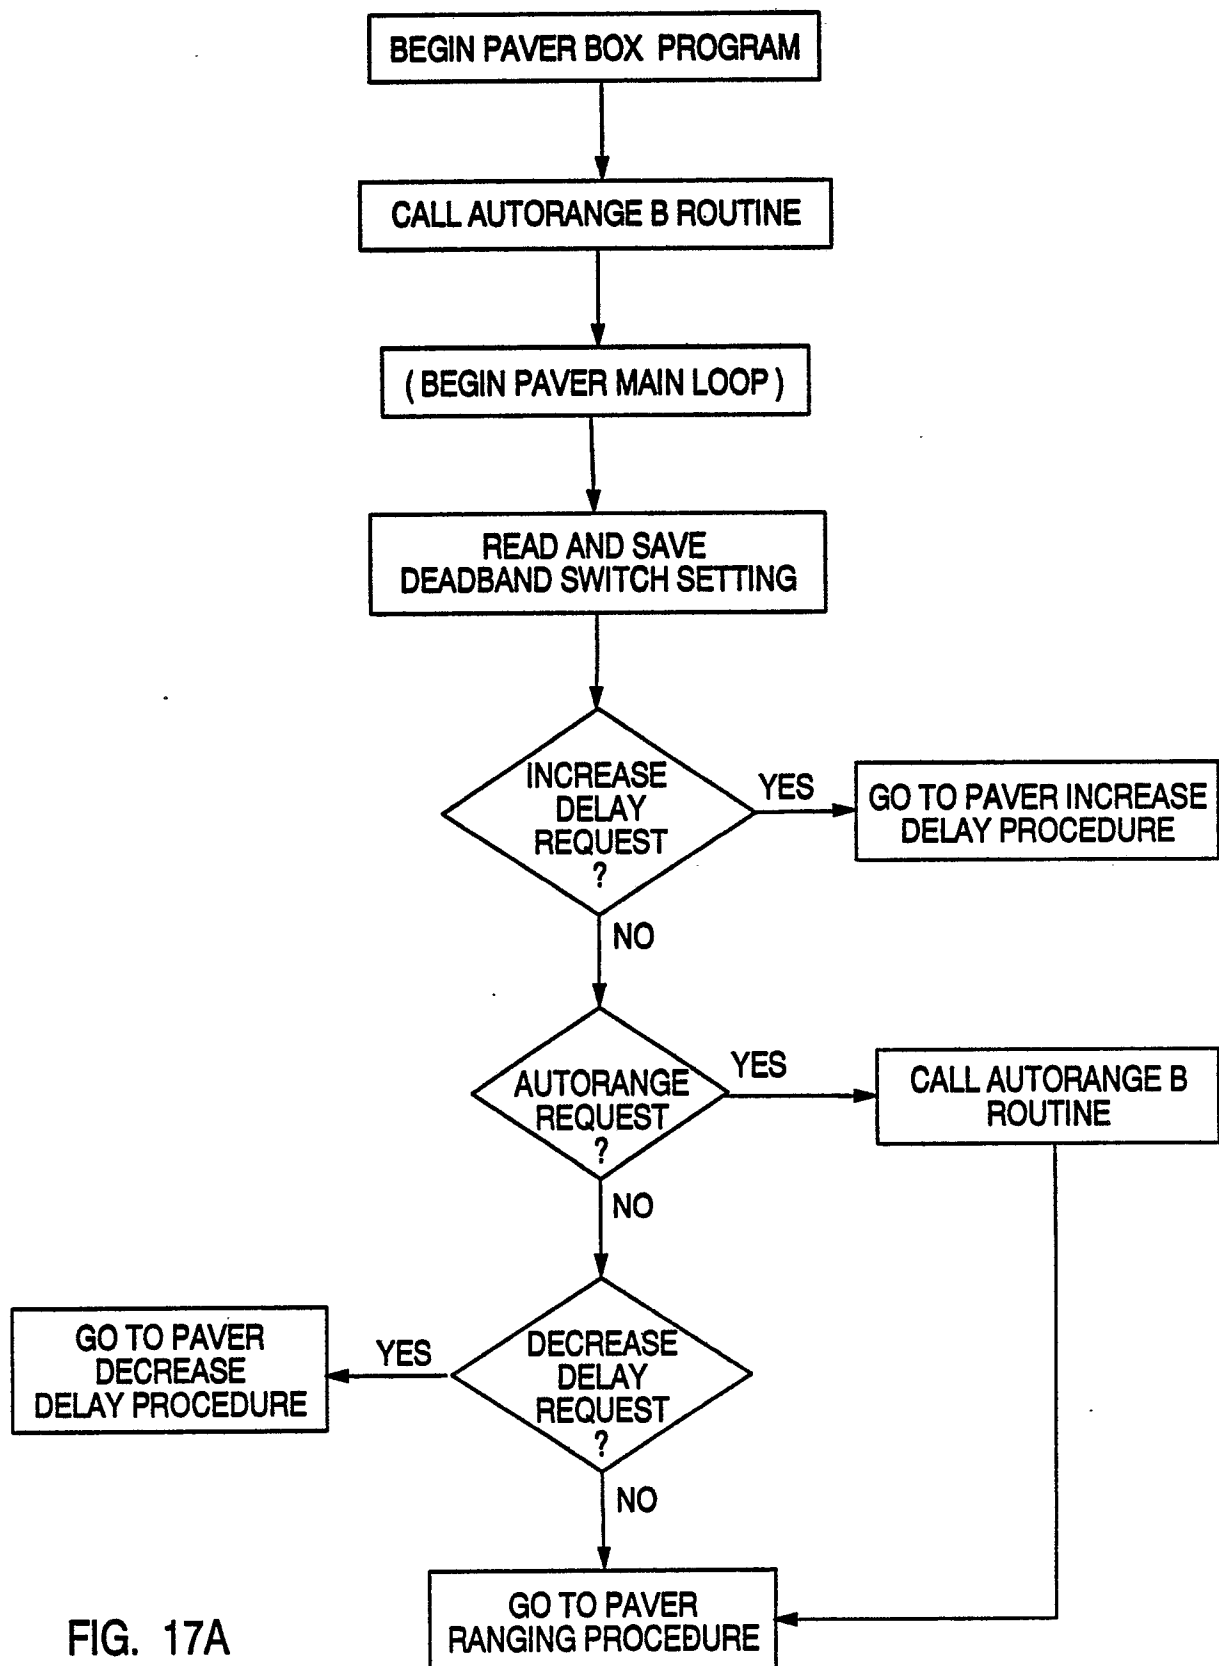 BEGIN PAVER BOX PROGRAM
CALL AUTORANGE B ROUTINE
( BEGIN PAVER MAIN LOOP )
READ AND SAVE
DEADBAND SWITCH SETTING
INCREASE
DELAY
REQUEST
?
YES
GO TO PAVER INCREASE
DELAY PROCEDURE
NO
AUTORANGE
REQUEST
?
YES
CALL AUTORANGE B
ROUTINE
NO
DECREASE
DELAY
REQUEST
?
YES
GO TO PAVER
DECREASE
DELAY PROCEDURE
NO
GO TO PAVER
RANGING PROCEDURE
FIG. 17A